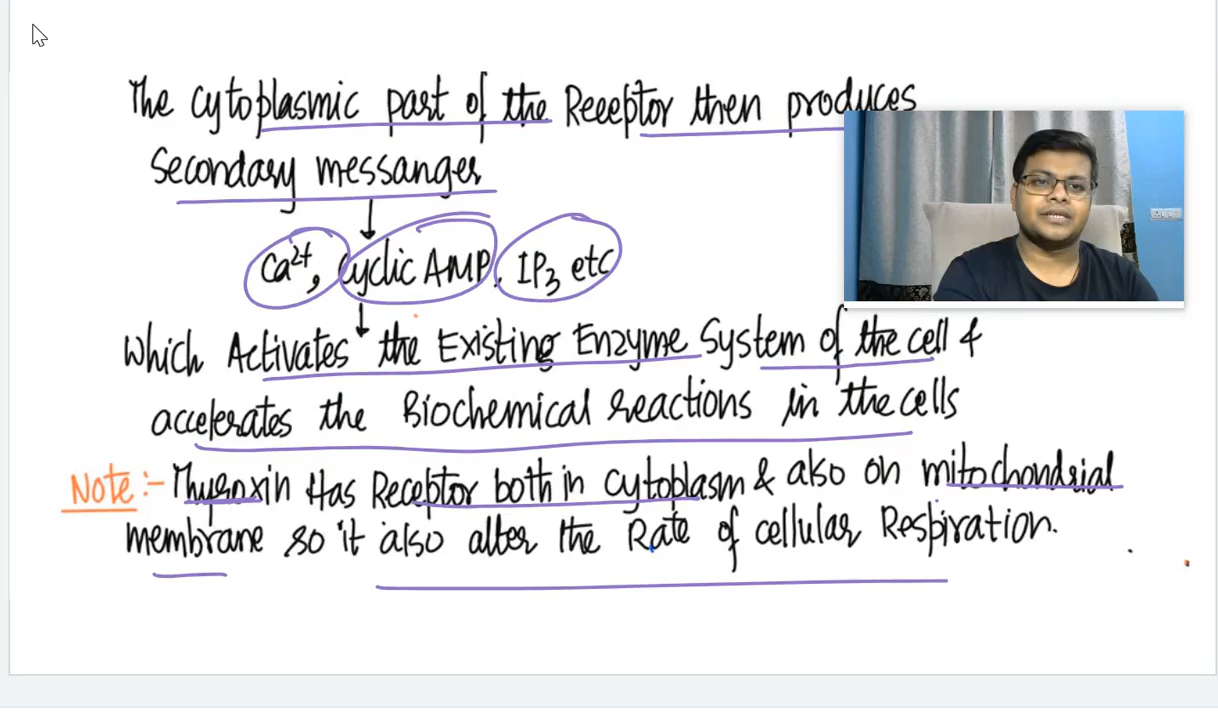 The Cytoplasmic part of the Receptor then produces
Secondary messanger
Ca²⁺, Cyclic AMP, IP₃ etc
Which Activates the Existing Enzyme System of the cell &
accelerates the Biochemical reactions in the cells
Note:- Thyroxin Has Receptor both in Cytoplasm & also on mitochondrial
membrane so it also alter the Rate of cellular Respiration.